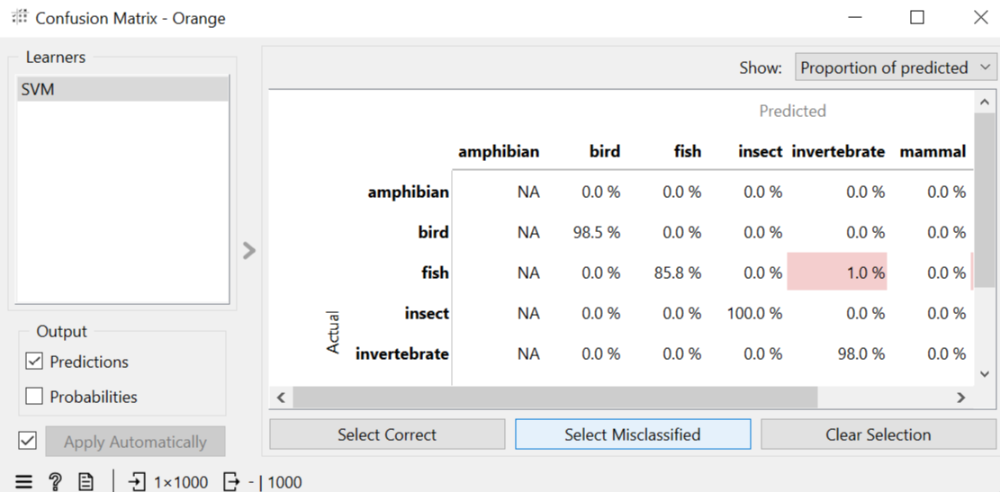 Confusion Matrix - Orange
Learners
SVM
Show: Proportion of predicted
Predicted
amphibian bird fish insect invertebrate mammal
amphibian NA 0.0 % 0.0 % 0.0 % 0.0 % 0.0 %
bird NA 98.5 % 0.0 % 0.0 % 0.0 % 0.0 %
fish NA 0.0 % 85.8 % 0.0 % 1.0 % 0.0 %
insect NA 0.0 % 0.0 % 100.0 % 0.0 % 0.0 %
invertebrate NA 0.0 % 0.0 % 0.0 % 98.0 % 0.0 %
Actual
Output
Predictions
Probabilities
Apply Automatically
Select Correct Select Misclassified Clear Selection
1×1000 - | 1000